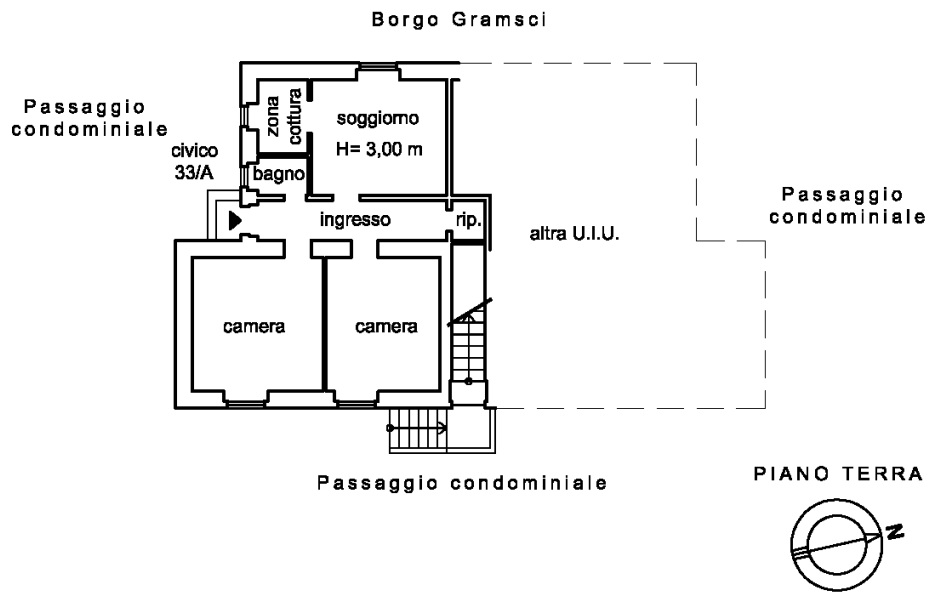 Borgo Gramsci
Passaggio
condominiale
civico
33/A
zona
cottura
soggiorno
H= 3,00 m
bagno
ingresso
rip.
altra U.I.U.
Passaggio
condominiale
camera
camera
Passaggio condominiale
PIANO TERRA
N